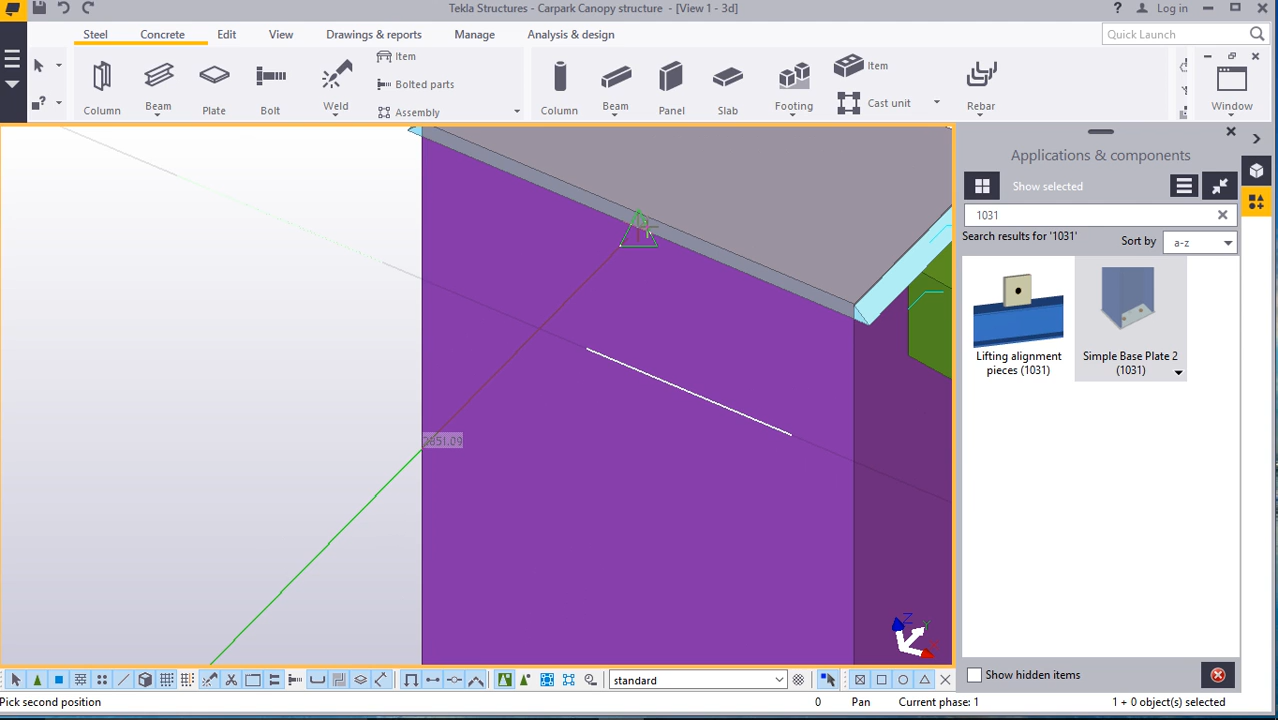 Tekla Structures - Carpark Canopy structure - [View 1 - 3d]
? Log in
Steel Concrete Edit View Drawings & reports Manage Analysis & design
Quick Launch
Column Beam Plate Bolt Weld
Item
Bolted parts
Assembly
Column Beam Panel Slab Footing
Item
Cast unit
Rebar
Window
Applications & components
Show selected
1031
Search results for '1031'
Sort by a-z
Lifting alignment
pieces (1031)
Simple Base Plate 2
(1031)
2851.09
Z Y
Show hidden items
standard
Pick second position 0 Pan Current phase: 1 1 + 0 object(s) selected